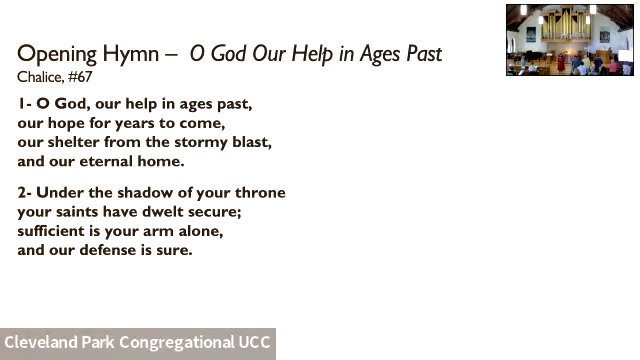 Opening Hymn – O God Our Help in Ages Past
Chalice, #67
1- O God, our help in ages past,
our hope for years to come,
our shelter from the stormy blast,
and our eternal home.
2- Under the shadow of your throne
your saints have dwelt secure;
sufficient is your arm alone,
and our defense is sure.
Cleveland Park Congregational UCC